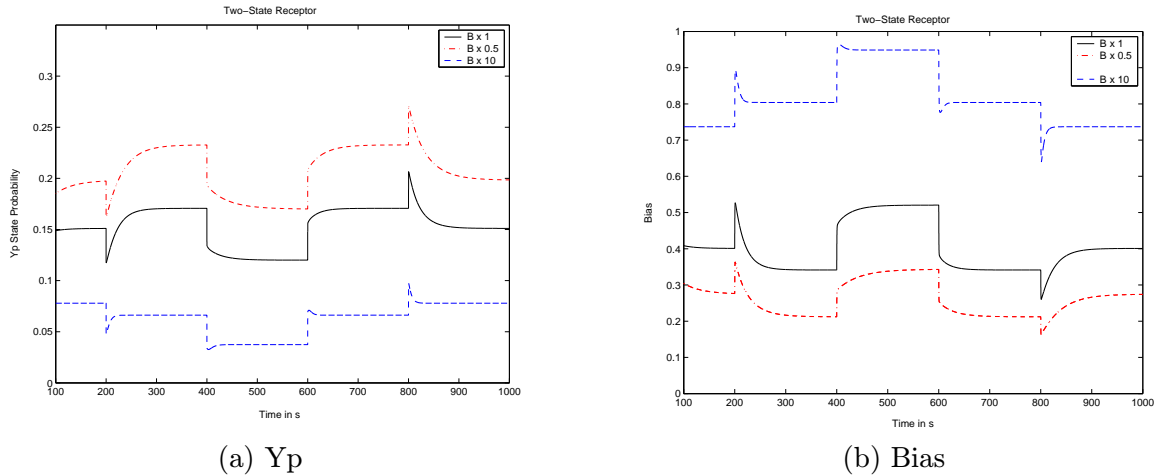 Two-State Receptor
B x 1
B x 0.5
B x 10
Yp State Probability
0.3
0.25
0.2
0.15
0.1
0.05
0
100 200 300 400 500 600 700 800 900 1000
Time in s
(a) Yp
Two-State Receptor
B x 1
B x 0.5
B x 10
Bias
1
0.9
0.8
0.7
0.6
0.5
0.4
0.3
0.2
0.1
0
100 200 300 400 500 600 700 800 900 1000
Time in s
(b) Bias